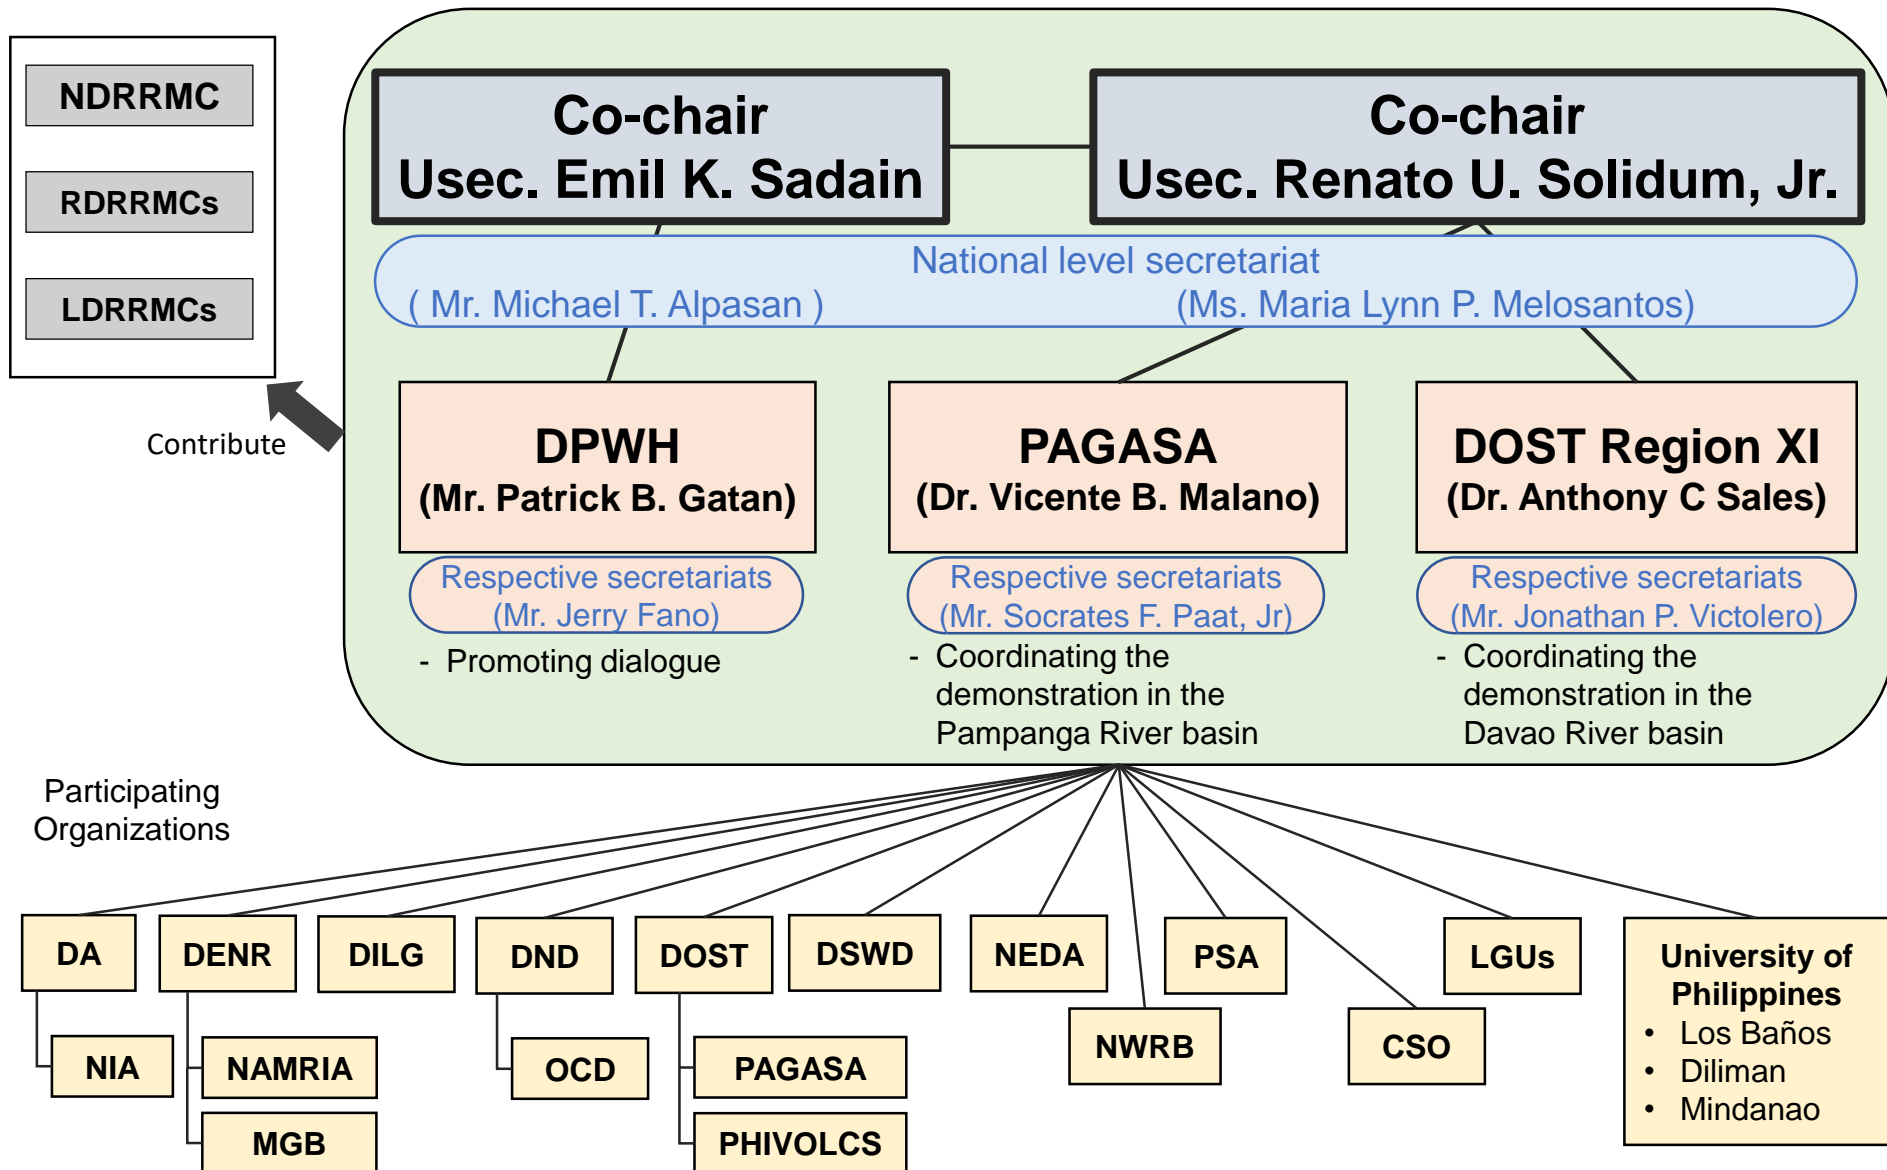 NDRRMC
RDRRMCs
LDRRMCs
Contribute
Co-chair
Usec. Emil K. Sadain
Co-chair
Usec. Renato U. Solidum, Jr.
National level secretariat
( Mr. Michael T. Alpasan )
(Ms. Maria Lynn P. Melosantos)
DPWH
(Mr. Patrick B. Gatan)
Respective secretariats
(Mr. Jerry Fano)
- Promoting dialogue
PAGASA
(Dr. Vicente B. Malano)
Respective secretariats
(Mr. Socrates F. Paat, Jr)
- Coordinating the
demonstration in the
Pampanga River basin
DOST Region XI
(Dr. Anthony C Sales)
Respective secretariats
(Mr. Jonathan P. Victolero)
- Coordinating the
demonstration in the
Davao River basin
Participating
Organizations
DA
NIA
DENR
NAMRIA
MGB
DILG
DND
OCD
DOST
PAGASA
PHIVOLCS
DSWD
NEDA
NWRB
PSA
CSO
LGUs
University of
Philippines
• Los Baños
• Diliman
• Mindanao